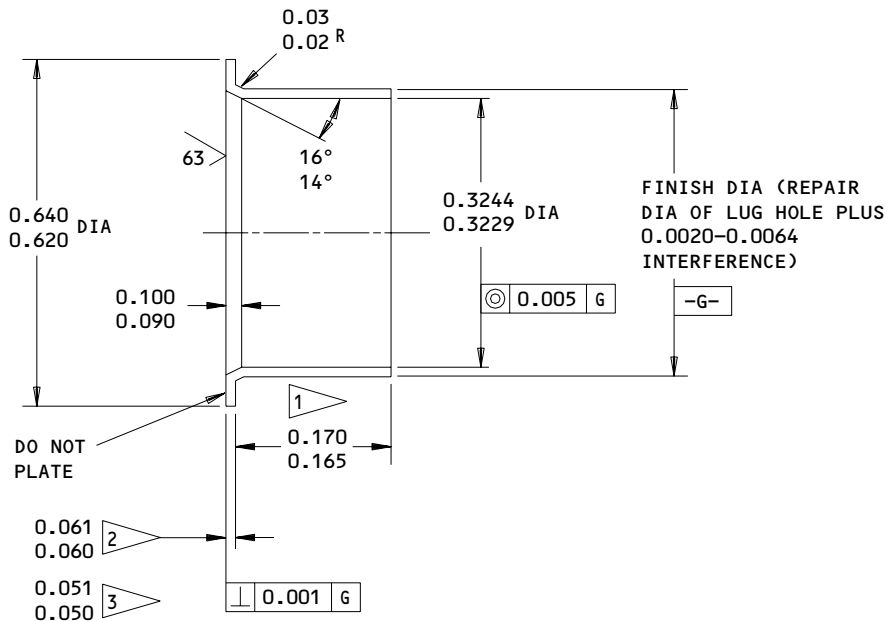 0.03
0.02 R
63
16°
14°
0.640
0.620 DIA
0.3244
0.3229 DIA
FINISH DIA (REPAIR
DIA OF LUG HOLE PLUS
0.0020-0.0064
INTERFERENCE)
0.100
0.090
◎ 0.005 G
-G-
1
0.170
0.165
DO NOT
PLATE
0.061
0.060 2
0.051
0.050 3
⊥ 0.001 G